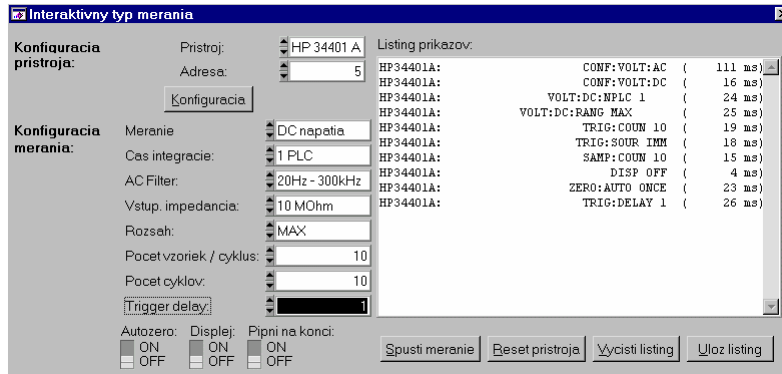 Interaktivny typ merania
Konfiguracia pristroja:
Pristroj: HP 34401 A
Adresa: 5
Konfiguracia
Konfiguracia merania:
Meranie DC napatia
Cas integracie: 1 PLC
AC Filter: 20Hz - 300kHz
Vstup. impedancia: 10 MOhm
Rozsah: MAX
Pocet vzoriek / cyklus: 10
Pocet cyklov: 10
Trigger delay: 1
Autozero: Displej: Pipni na konci:
ON ON ON
OFF OFF OFF
Listing prikazov:
HP34401A: CONF:VOLT:AC ( 111 ms)
HP34401A: CONF:VOLT:DC ( 16 ms)
HP34401A: VOLT:DC:NPLC 1 ( 24 ms)
HP34401A: VOLT:DC:RANG MAX ( 25 ms)
HP34401A: TRIG:COUN 10 ( 19 ms)
HP34401A: TRIG:SOUR IMM ( 18 ms)
HP34401A: SAMP:COUN 10 ( 15 ms)
HP34401A: DISP OFF ( 4 ms)
HP34401A: ZERO:AUTO ONCE ( 23 ms)
HP34401A: TRIG:DELAY 1 ( 26 ms)
Spusti meranie Reset pristroja Vycisti listing Uloz listing